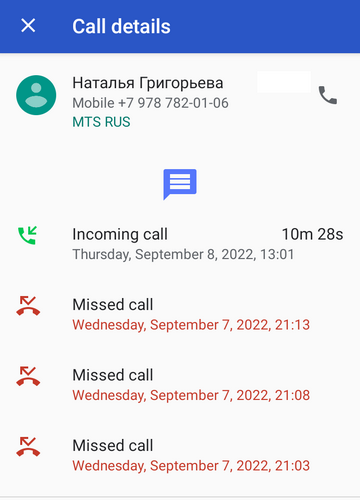 Call details
Наталья Григорьева
Mobile +7 978 782-01-06
MTS RUS
Incoming call 10m 28s
Thursday, September 8, 2022, 13:01
Missed call
Wednesday, September 7, 2022, 21:13
Missed call
Wednesday, September 7, 2022, 21:08
Missed call
Wednesday, September 7, 2022, 21:03